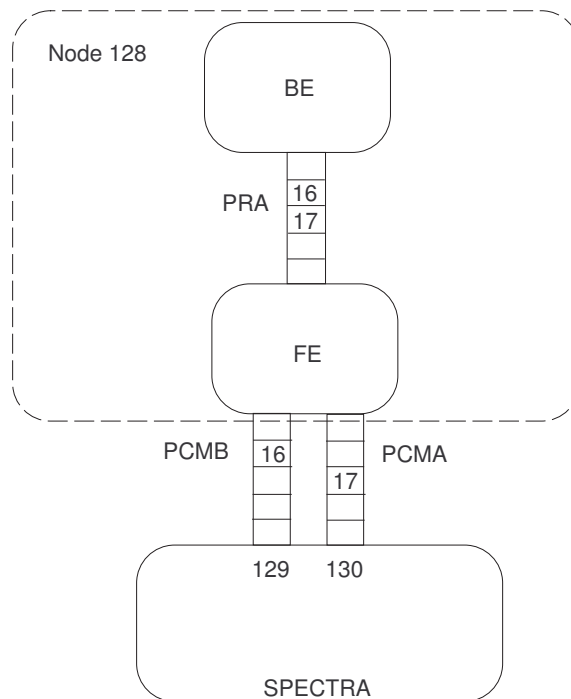 Node 128
BE
16
PRA
17
FE
PCMB
16
PCMA
17
129
130
SPECTRA